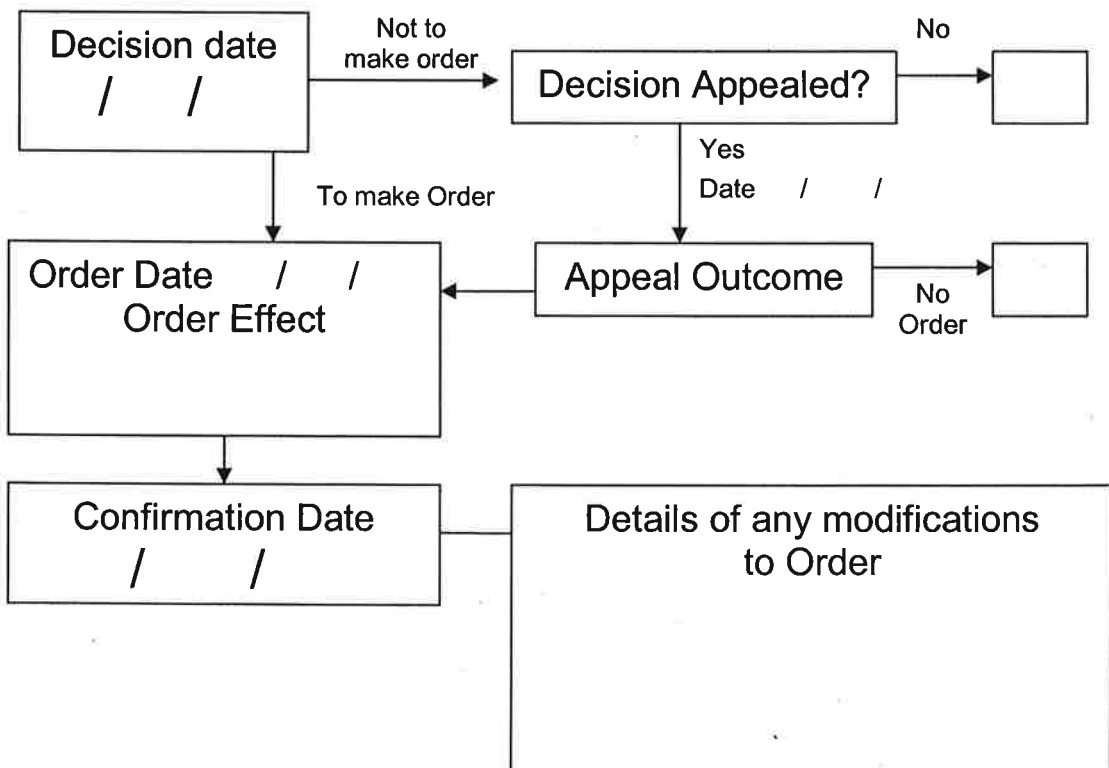 Decision date
/ /
Not to
make order
Decision Appealed?
No
Yes
Date / /
To make Order
Order Date / /
Order Effect
Appeal Outcome
No
Order
Confirmation Date
/ /
Details of any modifications
to Order